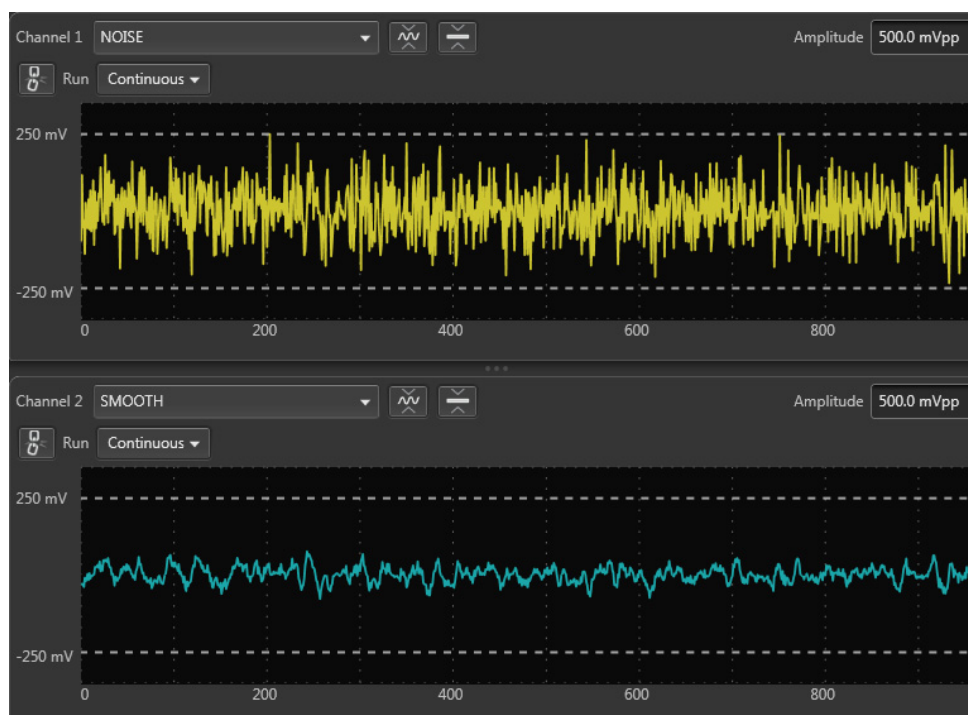 Channel 1 NOISE Amplitude 500.0 mVpp
Run Continuous
250 mV
-250 mV
0 200 400 600 800
Channel 2 SMOOTH Amplitude 500.0 mVpp
Run Continuous
250 mV
-250 mV
0 200 400 600 800